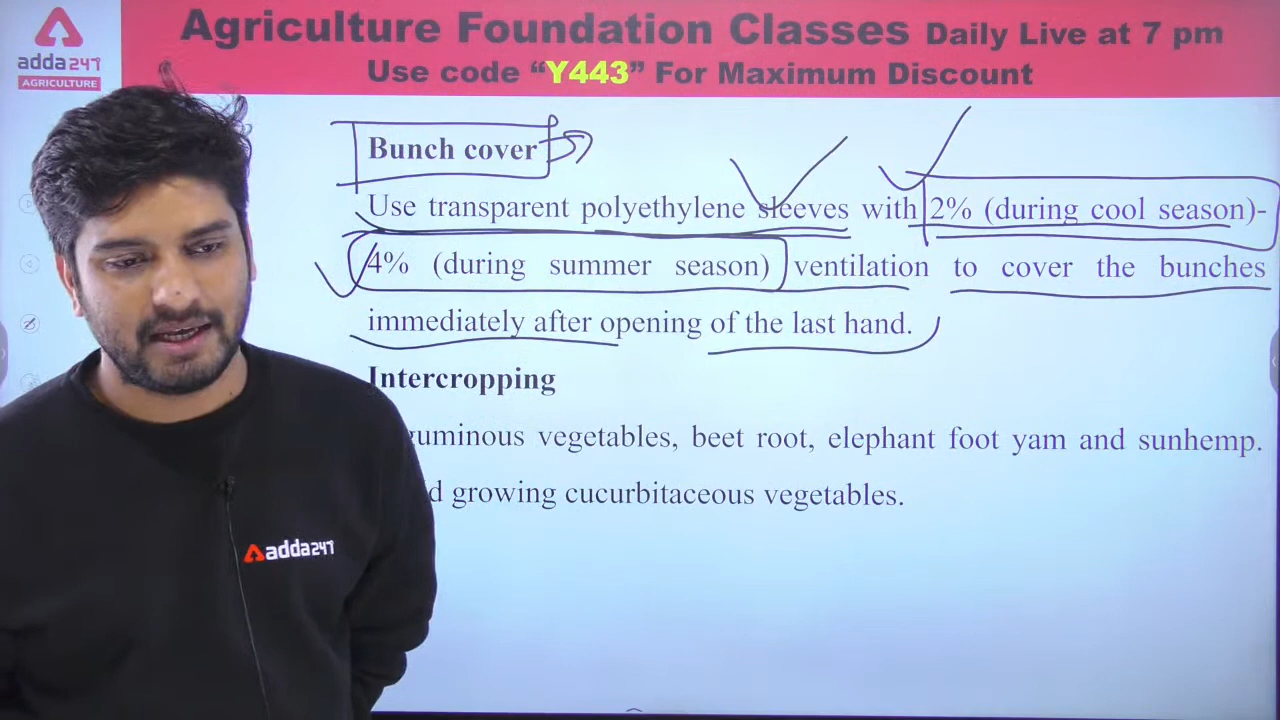 Agriculture Foundation Classes Daily Live at 7 pm
Use code “Y443” For Maximum Discount
adda247
AGRICULTURE
Bunch cover
Use transparent polyethylene sleeves with 2% (during cool season)-
4% (during summer season) ventilation to cover the bunches
immediately after opening of the last hand.
Intercropping
guminous vegetables, beet root, elephant foot yam and sunhemp.
d growing cucurbitaceous vegetables.
adda247